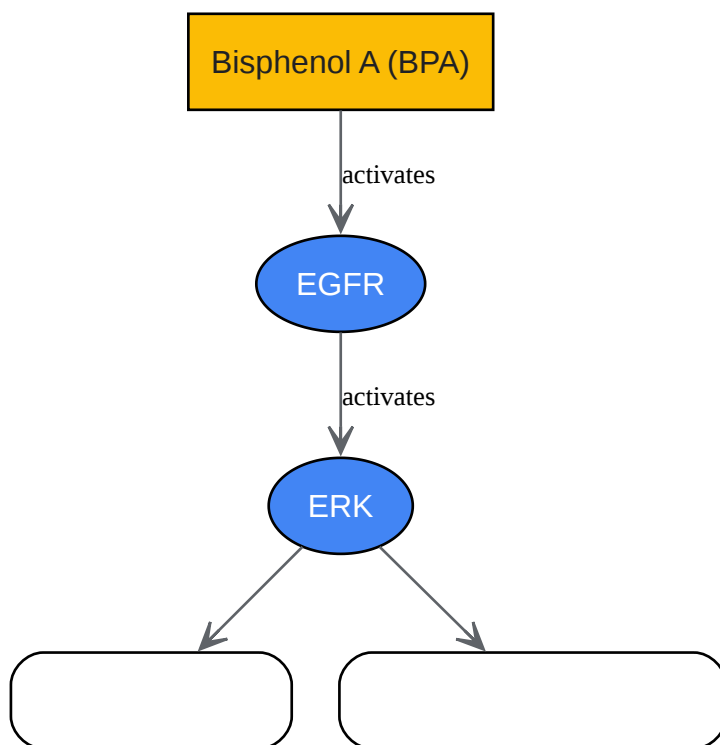 Bisphenol A (BPA)
activates
EGFR
activates
ERK